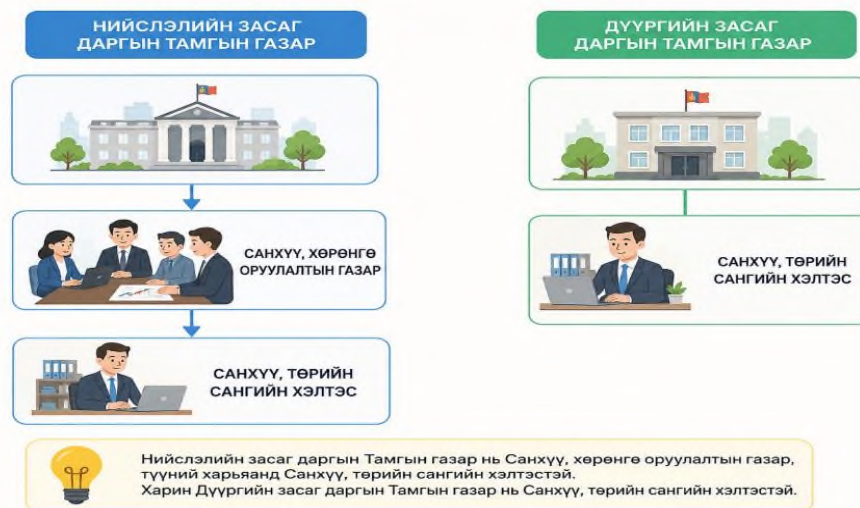 НИЙСЛЭЛИЙН ЗАСАГ
ДАРГЫН ТАМГЫН ГАЗАР
ДҮҮРГИЙН ЗАСАГ
ДАРГЫН ТАМГЫН ГАЗАР
САНХҮҮ, ХӨРӨНГӨ
ОРУУЛАЛТЫН ГАЗАР
САНХҮҮ, ТӨРИЙН
САНГИЙН ХЭЛТЭС
САНХҮҮ, ТӨРИЙН
САНГИЙН ХЭЛТЭС
Нийслэлийн засаг даргын Тамгын газар нь Санхүү, хөрөнгө оруулалтын газар,
түүний харьяанд Санхүү, төрийн сангийн хэлтэстэй.
Харин Дүүргийн засаг даргын Тамгын газар нь Санхүү, төрийн сангийн хэлтэстэй.